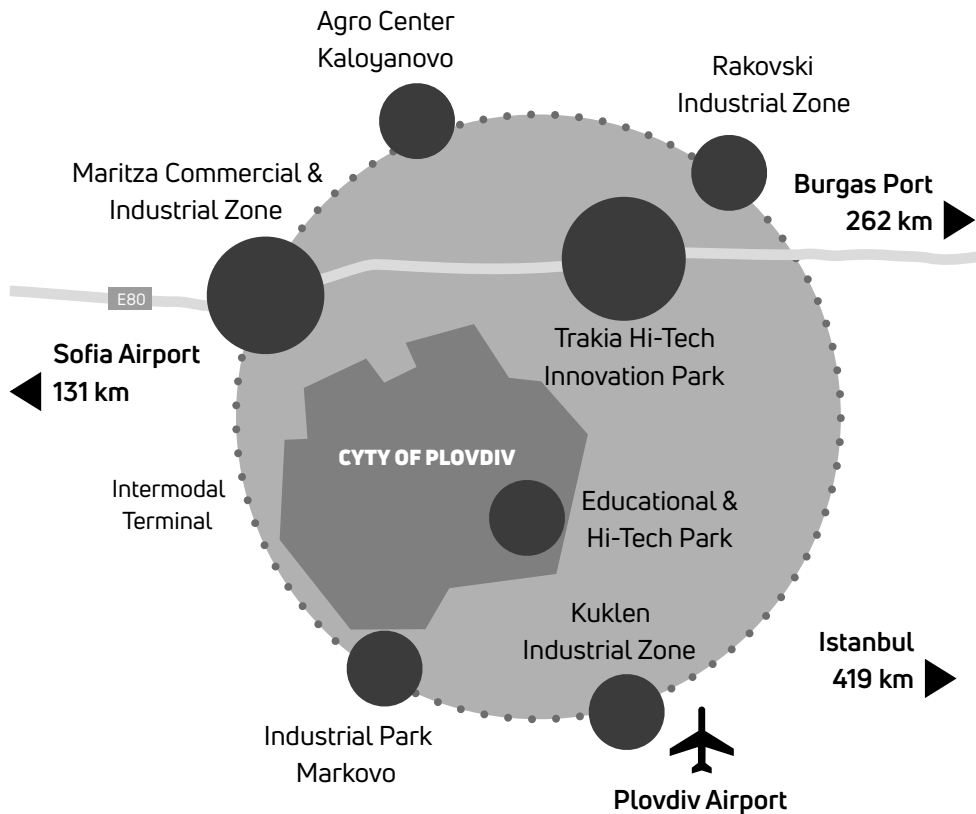 Agro Center
Kaloyanovo
Rakovski
Industrial Zone
Maritza Commercial &
Industrial Zone
Burgas Port
262 km
E80
Sofia Airport
131 km
Trakia Hi-Tech
Innovation Park
CYTY OF PLOVDIV
Intermodal
Terminal
Educational &
Hi-Tech Park
Kuklen
Industrial Zone
Istanbul
419 km
Industrial Park
Markovo
Plovdiv Airport